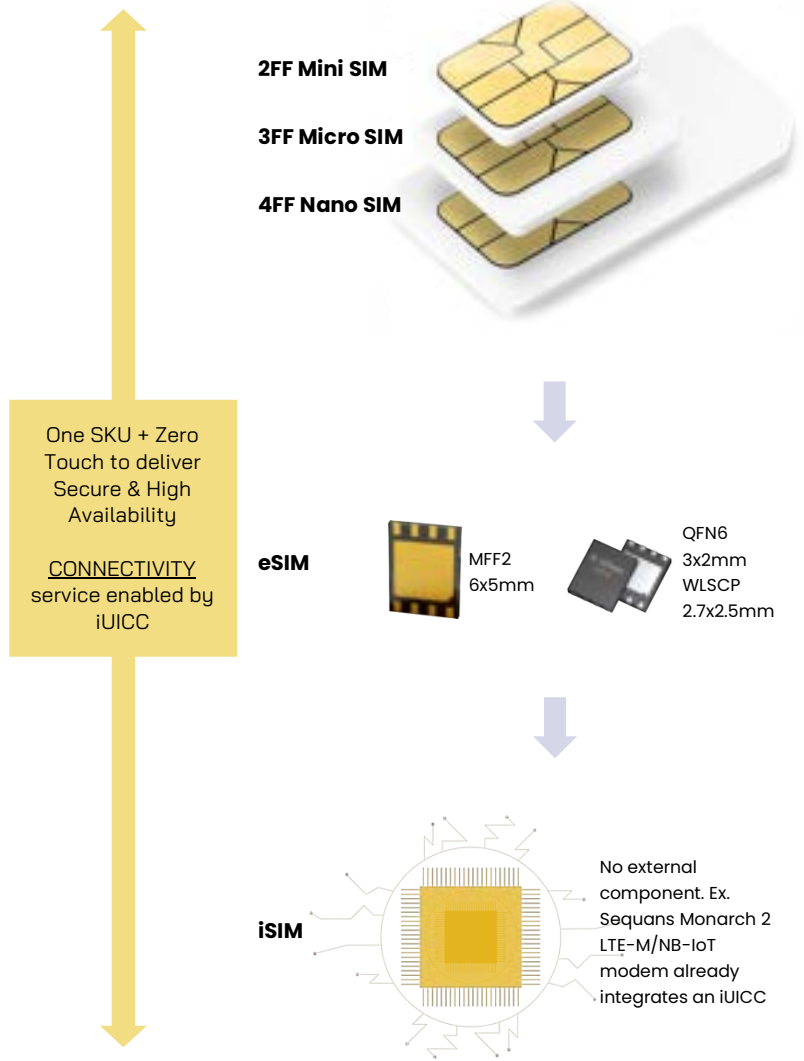 2FF Mini SIM
3FF Micro SIM
4FF Nano SIM
One SKU + Zero
Touch to deliver
Secure & High
Availability
CONNECTIVITY
service enabled by
iUICC
eSIM
MFF2
6x5mm
QFN6
3x2mm
WLSCP
2.7x2.5mm
iSIM
No external
component. Ex.
Sequans Monarch 2
LTE-M/NB-IoT
modem already
integrates an iUICC